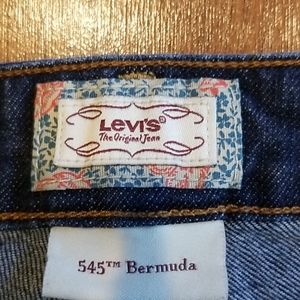 LEVI'S®
The Original Jean
545™ Bermuda